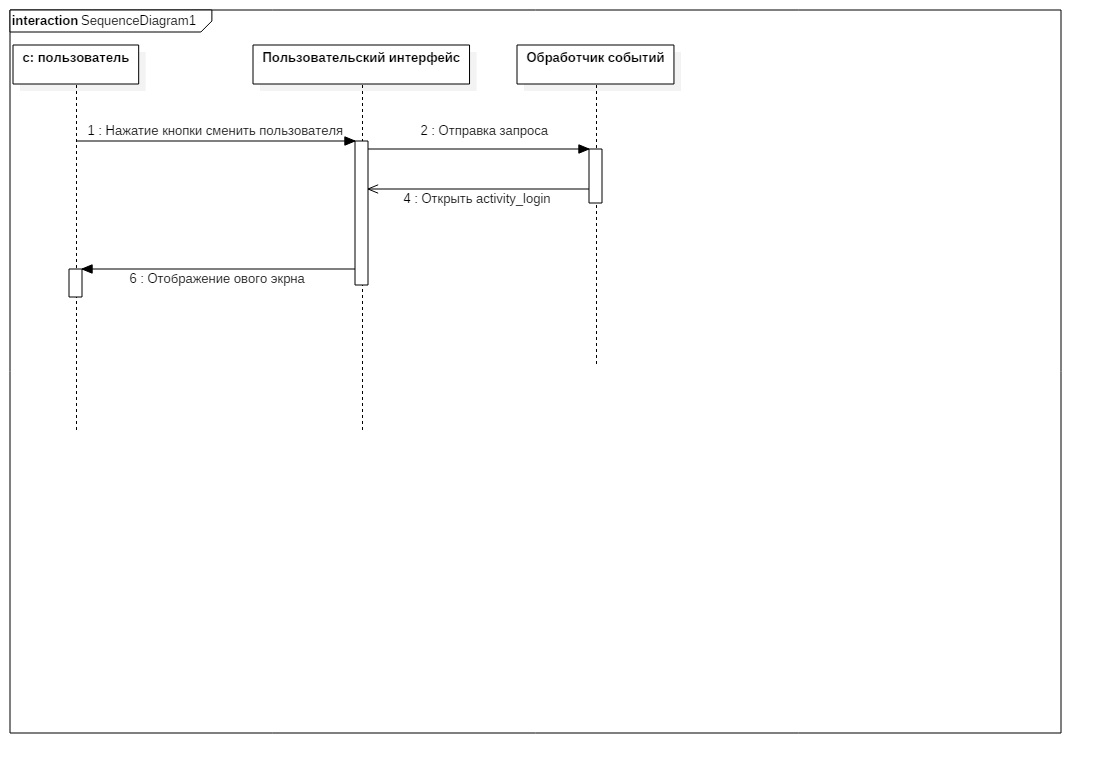 interaction SequenceDiagram1
с: пользователь
Пользовательский интерфейс
Обработчик событий
1 : Нажатие кнопки сменить пользователя
2 : Отправка запроса
4 : Открыть activity_login
6 : Отображение ового экрна